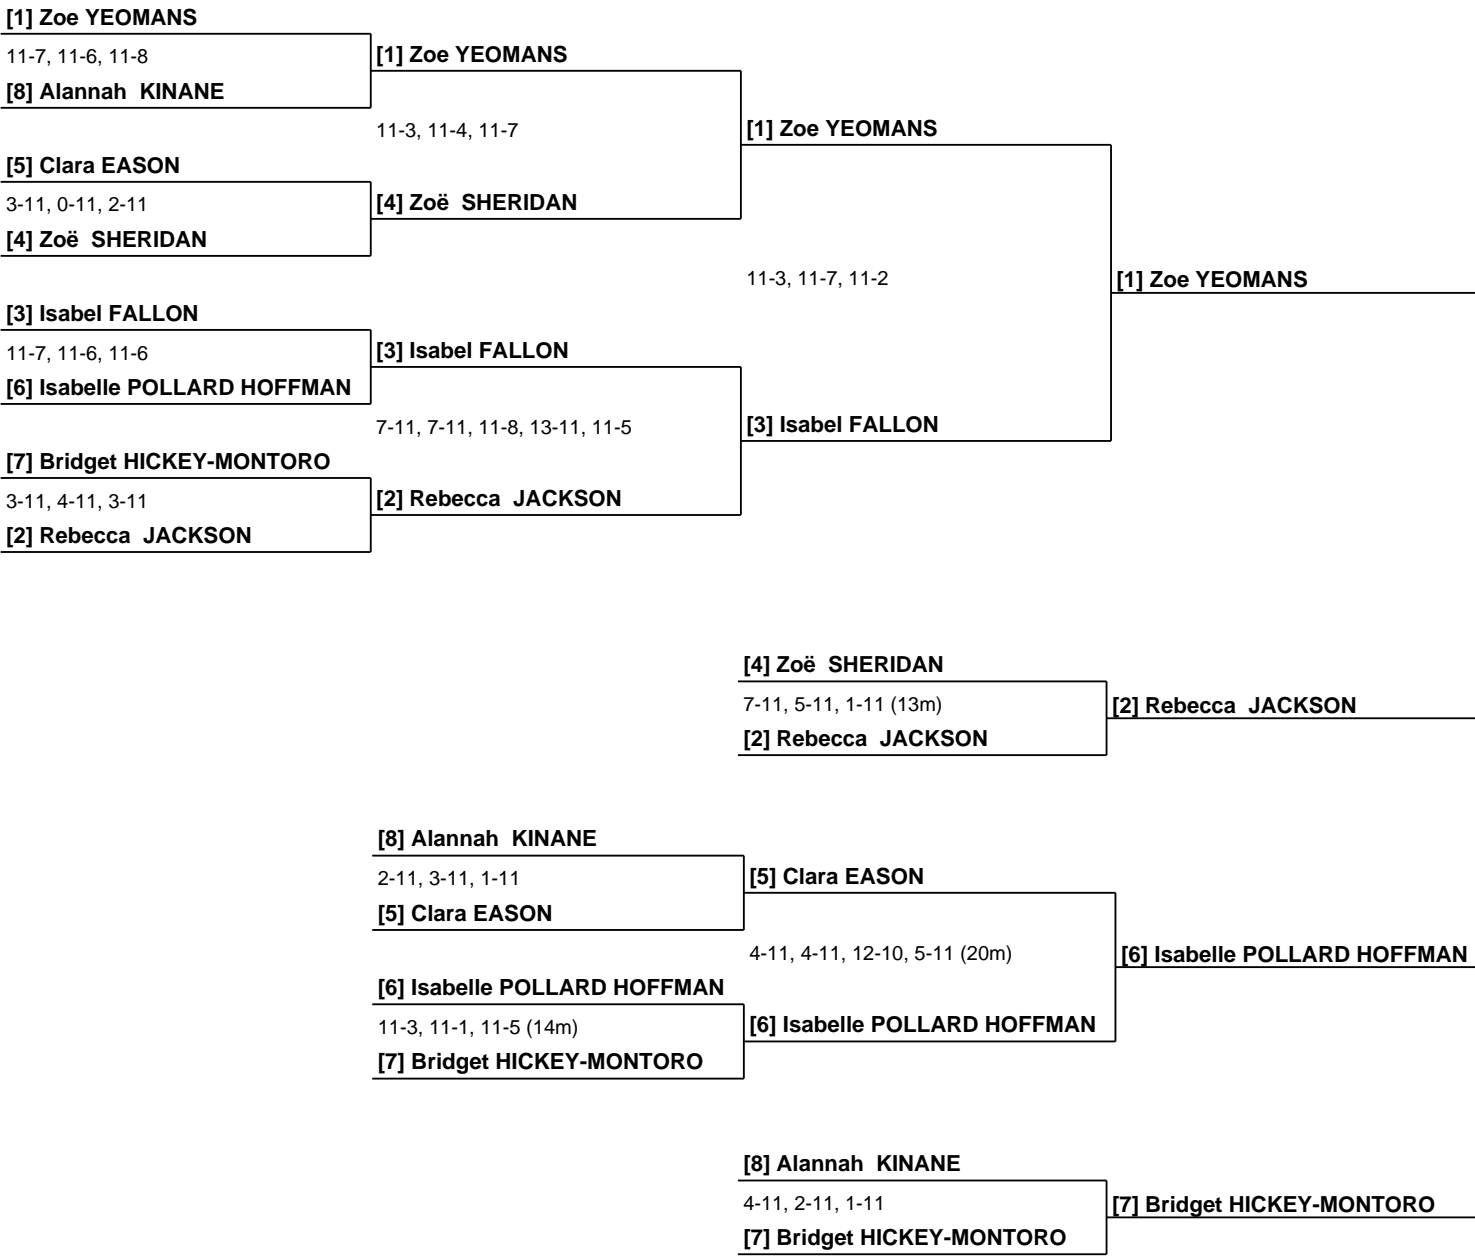 [1] Zoe YEOMANS
11-7, 11-6, 11-8
[8] Alannah  KINANE
[1] Zoe YEOMANS
11-3, 11-4, 11-7
[1] Zoe YEOMANS
[5] Clara EASON
3-11, 0-11, 2-11
[4] Zoë  SHERIDAN
[4] Zoë  SHERIDAN
11-3, 11-7, 11-2
[1] Zoe YEOMANS
[3] Isabel FALLON
11-7, 11-6, 11-6
[6] Isabelle POLLARD HOFFMAN
[3] Isabel FALLON
7-11, 7-11, 11-8, 13-11, 11-5
[3] Isabel FALLON
[7] Bridget HICKEY-MONTORO
3-11, 4-11, 3-11
[2] Rebecca  JACKSON
[2] Rebecca  JACKSON
[4] Zoë  SHERIDAN
7-11, 5-11, 1-11 (13m)
[2] Rebecca  JACKSON
[2] Rebecca  JACKSON
[8] Alannah  KINANE
2-11, 3-11, 1-11
[5] Clara EASON
[5] Clara EASON
4-11, 4-11, 12-10, 5-11 (20m)
[6] Isabelle POLLARD HOFFMAN
[6] Isabelle POLLARD HOFFMAN
11-3, 11-1, 11-5 (14m)
[7] Bridget HICKEY-MONTORO
[6] Isabelle POLLARD HOFFMAN
[8] Alannah  KINANE
4-11, 2-11, 1-11
[7] Bridget HICKEY-MONTORO
[7] Bridget HICKEY-MONTORO